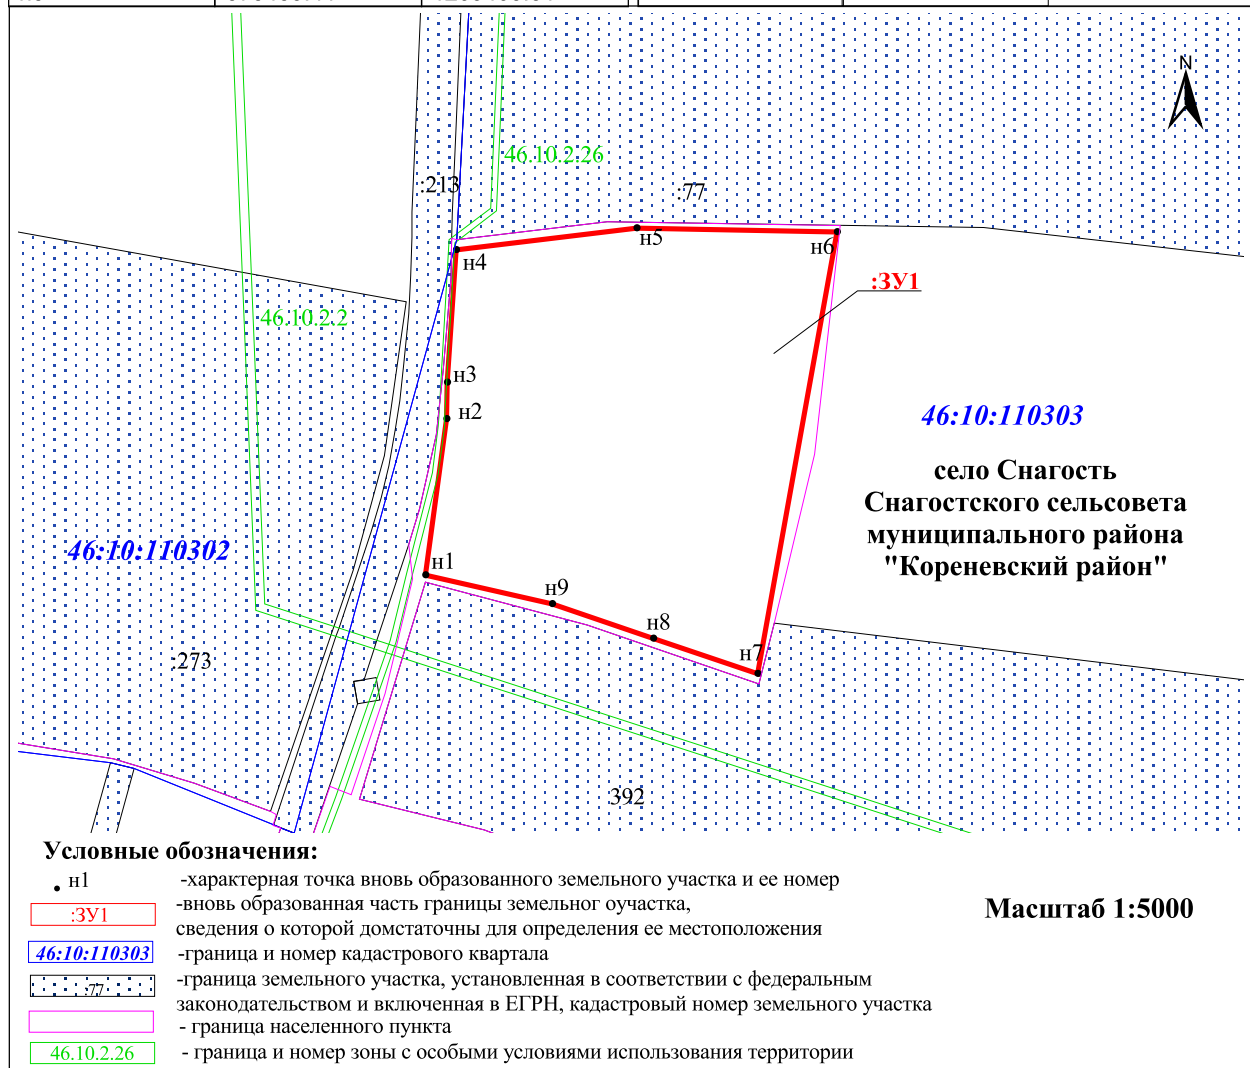 N
46.10.2.26
:213
:77
н5
н6
н4
:ЗУ1
46.10.2.2
н3
н2
46:10:110303
село Снагость
Снагостского сельсовета
муниципального района
"Кореневский район"
46:10:110302
н1
н9
н8
н7
:273
392
Условные обозначения:
н1 -характерная точка вновь образованного земельного участка и ее номер
:ЗУ1 -вновь образованная часть границы земельног оучастка,
сведения о которой домстаточны для определения ее местоположения
Масштаб 1:5000
46:10:110303 -граница и номер кадастрового квартала
:77 -граница земельного участка, установленная в соответствии с федеральным
законодательством и включенная в ЕГРН, кадастровый номер земельного участка
- граница населенного пункта
46.10.2.26 - граница и номер зоны с особыми условиями использования территории